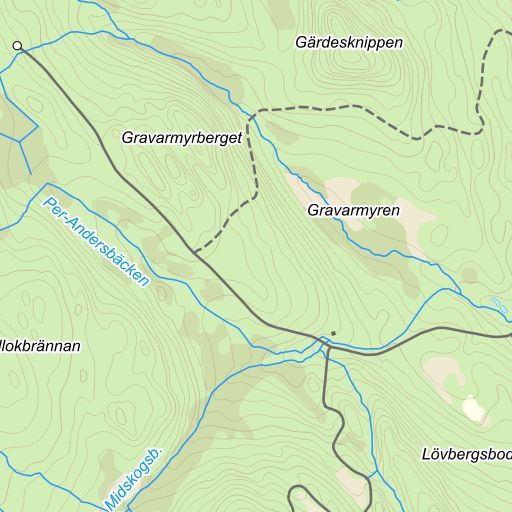 Gärdesknippen
Gravarmyrberget
Gravarmyren
Per-Andersbäcken
llokbrännan
Lövbergsbod
Midskogsb.